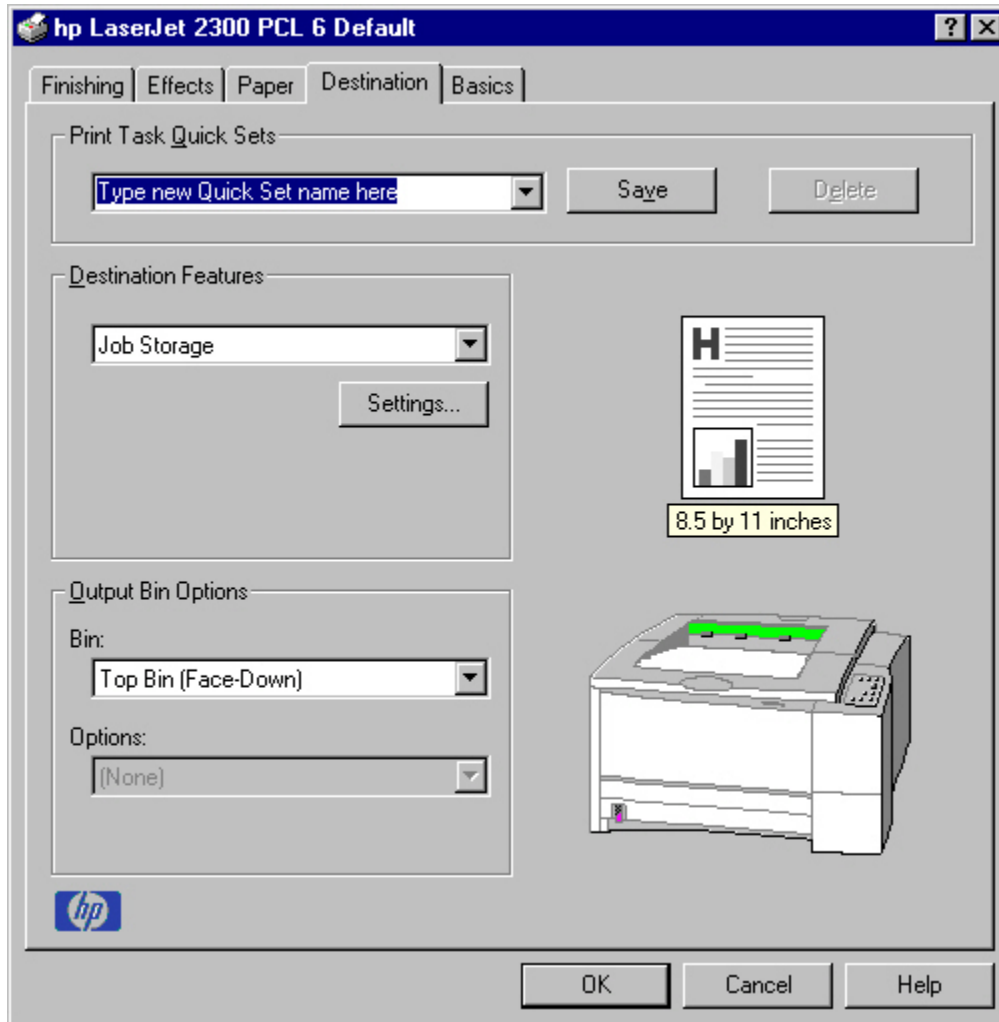 hp LaserJet 2300 PCL 6 Default
Finishing Effects Paper Destination Basics
Print Task Quick Sets
Type new Quick Set name here Save Delete
Destination Features
Job Storage
Settings...
H
8.5 by 11 inches
Output Bin Options
Bin:
Top Bin (Face-Down)
Options:
(None)
hp
OK Cancel Help